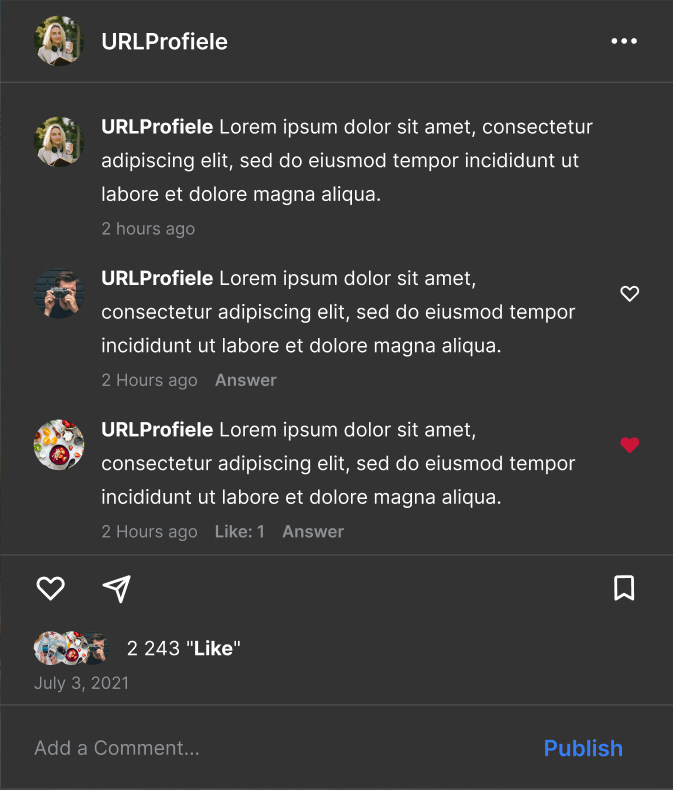 URLProfiele
URLProfiele Lorem ipsum dolor sit amet, consectetur
adipiscing elit, sed do eiusmod tempor incididunt ut
labore et dolore magna aliqua.
2 hours ago
URLProfiele Lorem ipsum dolor sit amet,
consectetur adipiscing elit, sed do eiusmod tempor
incididunt ut labore et dolore magna aliqua.
2 Hours ago Answer
URLProfiele Lorem ipsum dolor sit amet,
consectetur adipiscing elit, sed do eiusmod tempor
incididunt ut labore et dolore magna aliqua.
2 Hours ago Like: 1 Answer
2 243 "Like"
July 3, 2021
Add a Comment... Publish